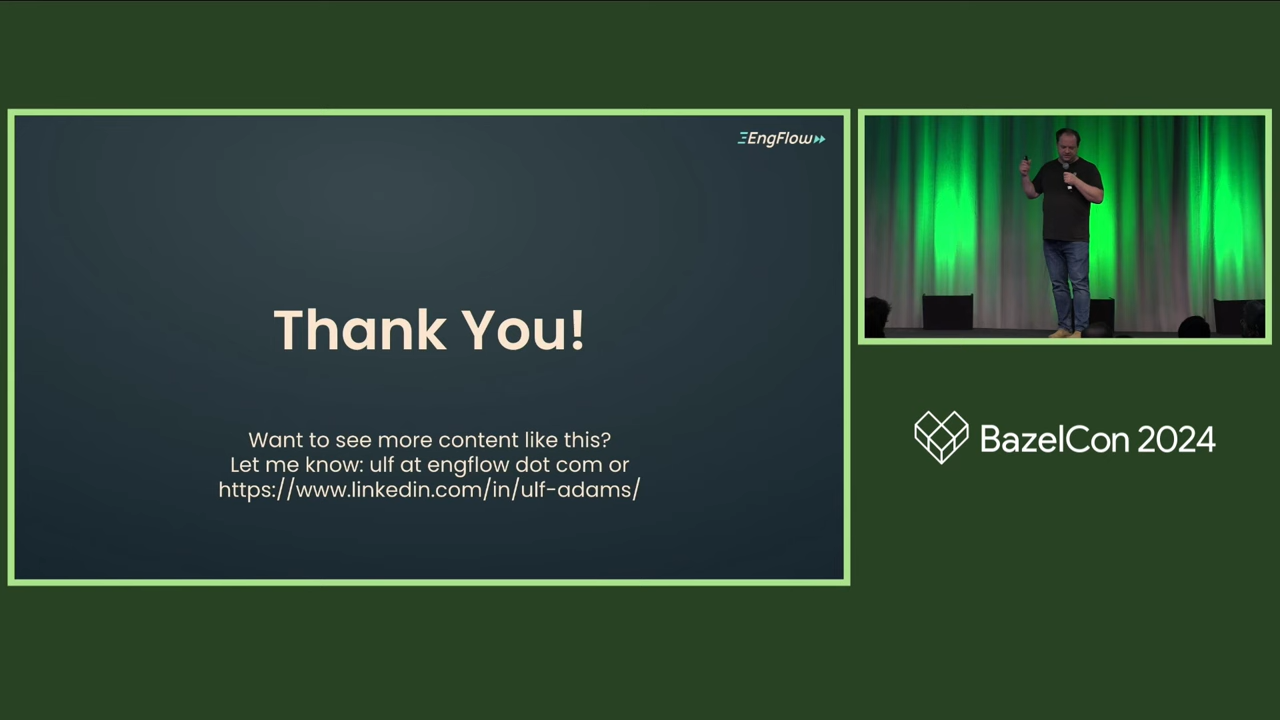 EngFlow
Thank You!
Want to see more content like this?
Let me know: ulf at engflow dot com or
https://www.linkedin.com/in/ulf-adams/
BazelCon 2024